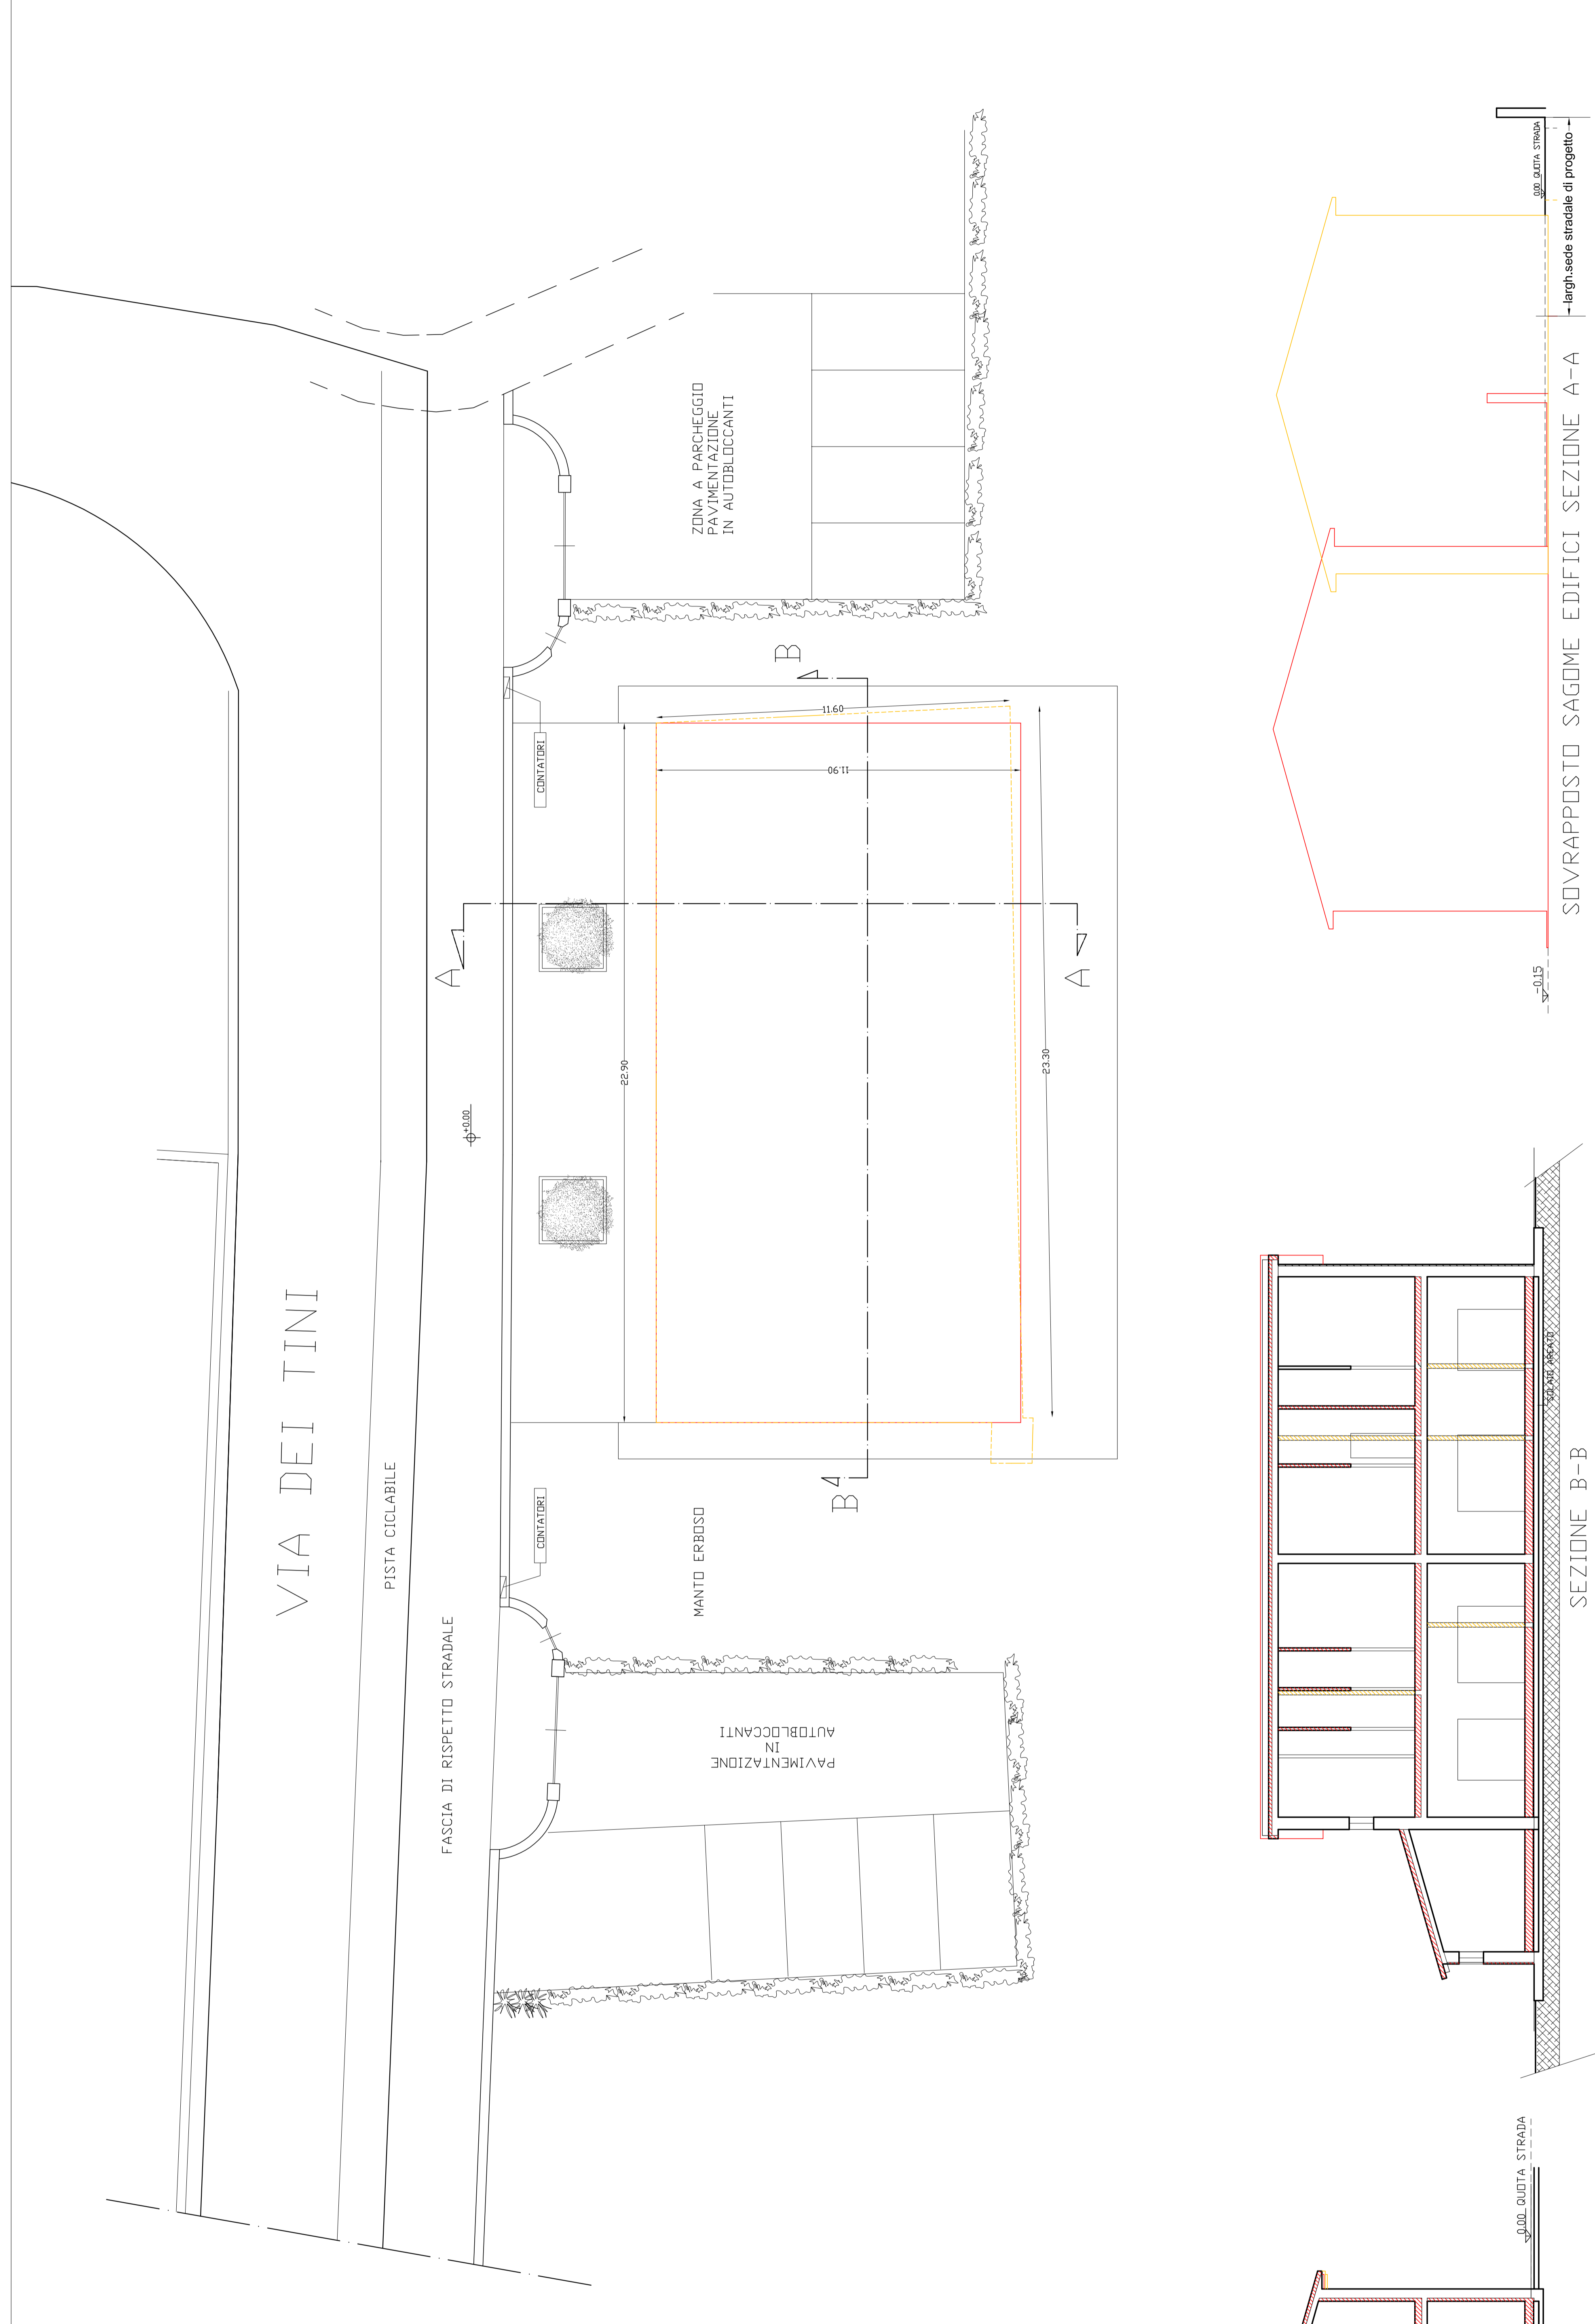 VIA DEI TINI
PISTA CICLABILE
FASCIA DI RISPETTO STRADALE
+0.00
CONTATORI
CONTATORI
ZONA A PARCHEGGIO
PAVIMENTAZIONE
IN AUTOBLOCCANTI
MANTO ERBOSO
PAVIMENTAZIONE
IN
AUTOBLOCCANTI
A
A
B
B
22.90
11.60
11.90
23.30
0.00 QUOTA STRADA
largh.sede stradale di progetto
-0.15
SOVRAPPOSTO SAGOME EDIFICI SEZIONE A-A
SOLAIO AREATO
SEZIONE B-B
0.00 QUOTA STRADA